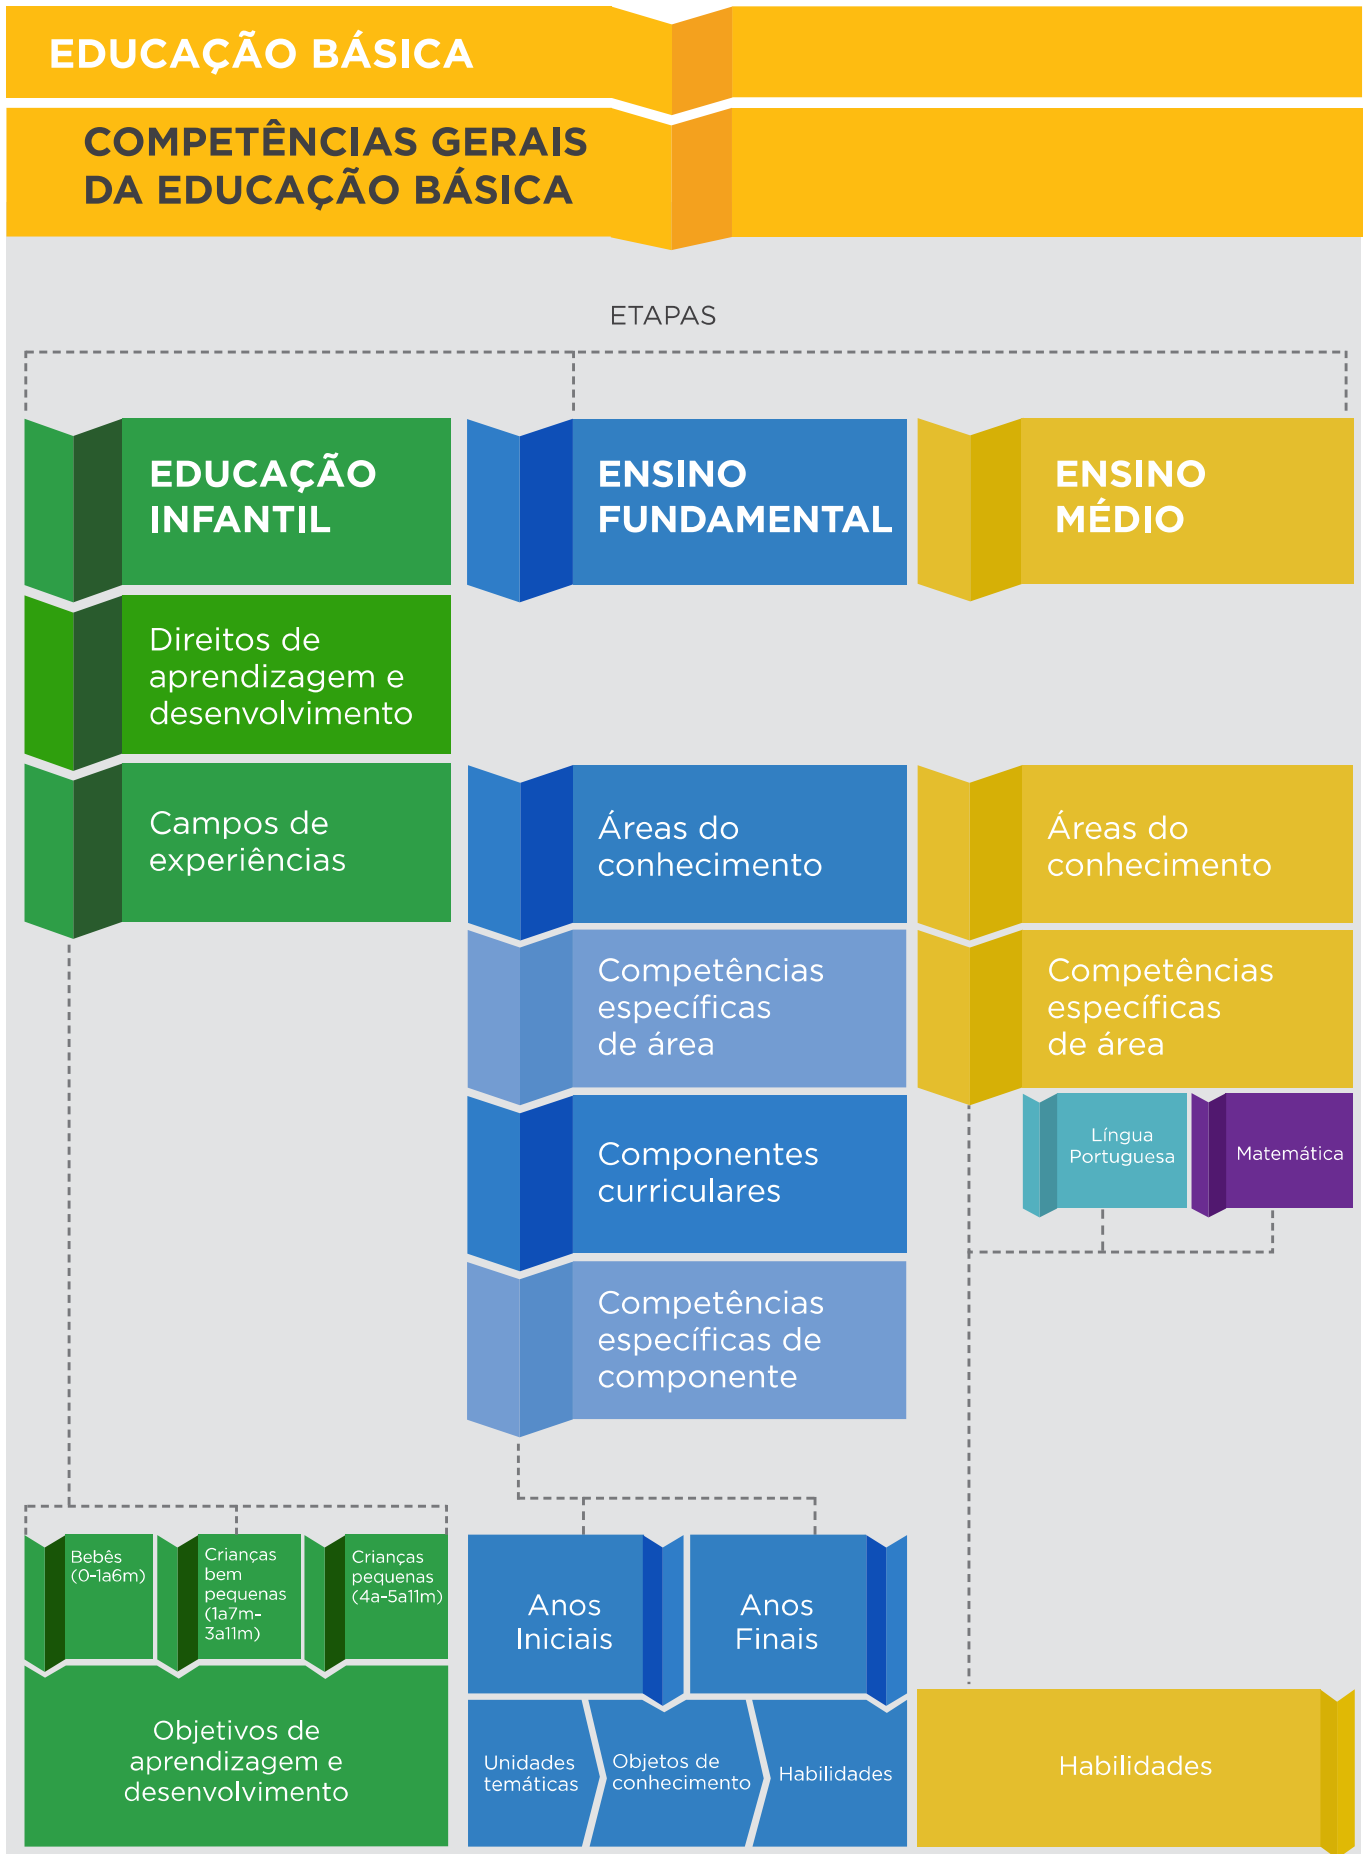 EDUCAÇÃO BÁSICA
COMPETÊNCIAS GERAIS
DA EDUCAÇÃO BÁSICA
ETAPAS
EDUCAÇÃO
INFANTIL
Direitos de
aprendizagem e
desenvolvimento
Campos de
experiências
Bebês
(0-1a6m)
Crianças
bem
pequenas
(1a7m-
3a11m)
Crianças
pequenas
(4a-5a11m)
Objetivos de
aprendizagem e
desenvolvimento
ENSINO
FUNDAMENTAL
Áreas do
conhecimento
Competências
específicas
de área
Componentes
curriculares
Competências
específicas de
componente
Anos
Iniciais
Anos
Finais
Unidades
temáticas
Objetos de
conhecimento
Habilidades
ENSINO
MÉDIO
Áreas do
conhecimento
Competências
específicas
de área
Língua
Portuguesa
Matemática
Habilidades